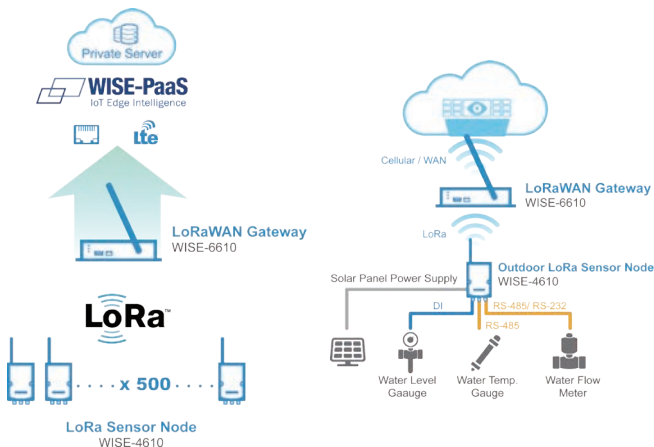 Private Server
WISE-PaaS
IoT Edge Intelligence
Lte
LoRaWAN Gateway
WISE-6610
LoRa™
. . . . x 500 . . . .
LoRa Sensor Node
WISE-4610
Cellular / WAN
LoRaWAN Gateway
WISE-6610
LoRa
Outdoor LoRa Sensor Node
WISE-4610
Solar Panel Power Supply
DI
RS-485/ RS-232
RS-485
Water Level
Gaauge
Water Temp.
Gauge
Water Flow
Meter